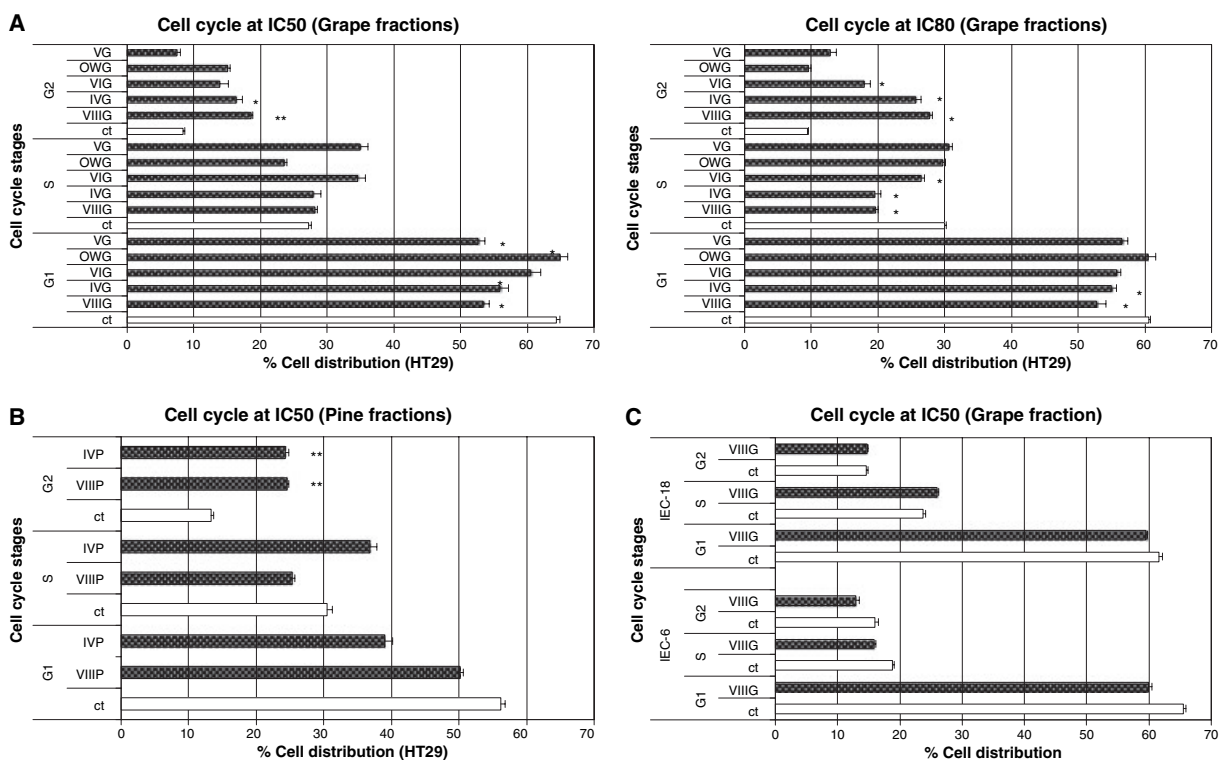 A
Cell cycle at IC50 (Grape fractions)
Cell cycle stages
G2
VG
OWG
VIG
IVG
*
VIIIG
**
ct
S
VG
OWG
VIG
IVG
VIIIG
ct
G1
VG
*
OWG
*
VIG
IVG
*
VIIIG
*
ct
0 10 20 30 40 50 60 70
% Cell distribution (HT29)
Cell cycle at IC80 (Grape fractions)
Cell cycle stages
G2
VG
OWG
VIG
*
IVG
*
VIIIG
*
ct
S
VG
OWG
VIG
*
IVG
*
VIIIG
*
ct
G1
VG
OWG
VIG
IVG
*
VIIIG
*
ct
0 10 20 30 40 50 60 70
% Cell distribution (HT29)
B
Cell cycle at IC50 (Pine fractions)
Cell cycle stages
G2
IVP
**
VIIIP
**
ct
S
IVP
VIIIP
ct
G1
IVP
VIIIP
ct
0 10 20 30 40 50 60 70
% Cell distribution (HT29)
C
Cell cycle at IC50 (Grape fraction)
Cell cycle stages
IEC-18
G2
VIIIG
ct
S
VIIIG
ct
G1
VIIIG
ct
IEC-6
G2
VIIIG
ct
S
VIIIG
ct
G1
VIIIG
ct
0 10 20 30 40 50 60 70
% Cell distribution